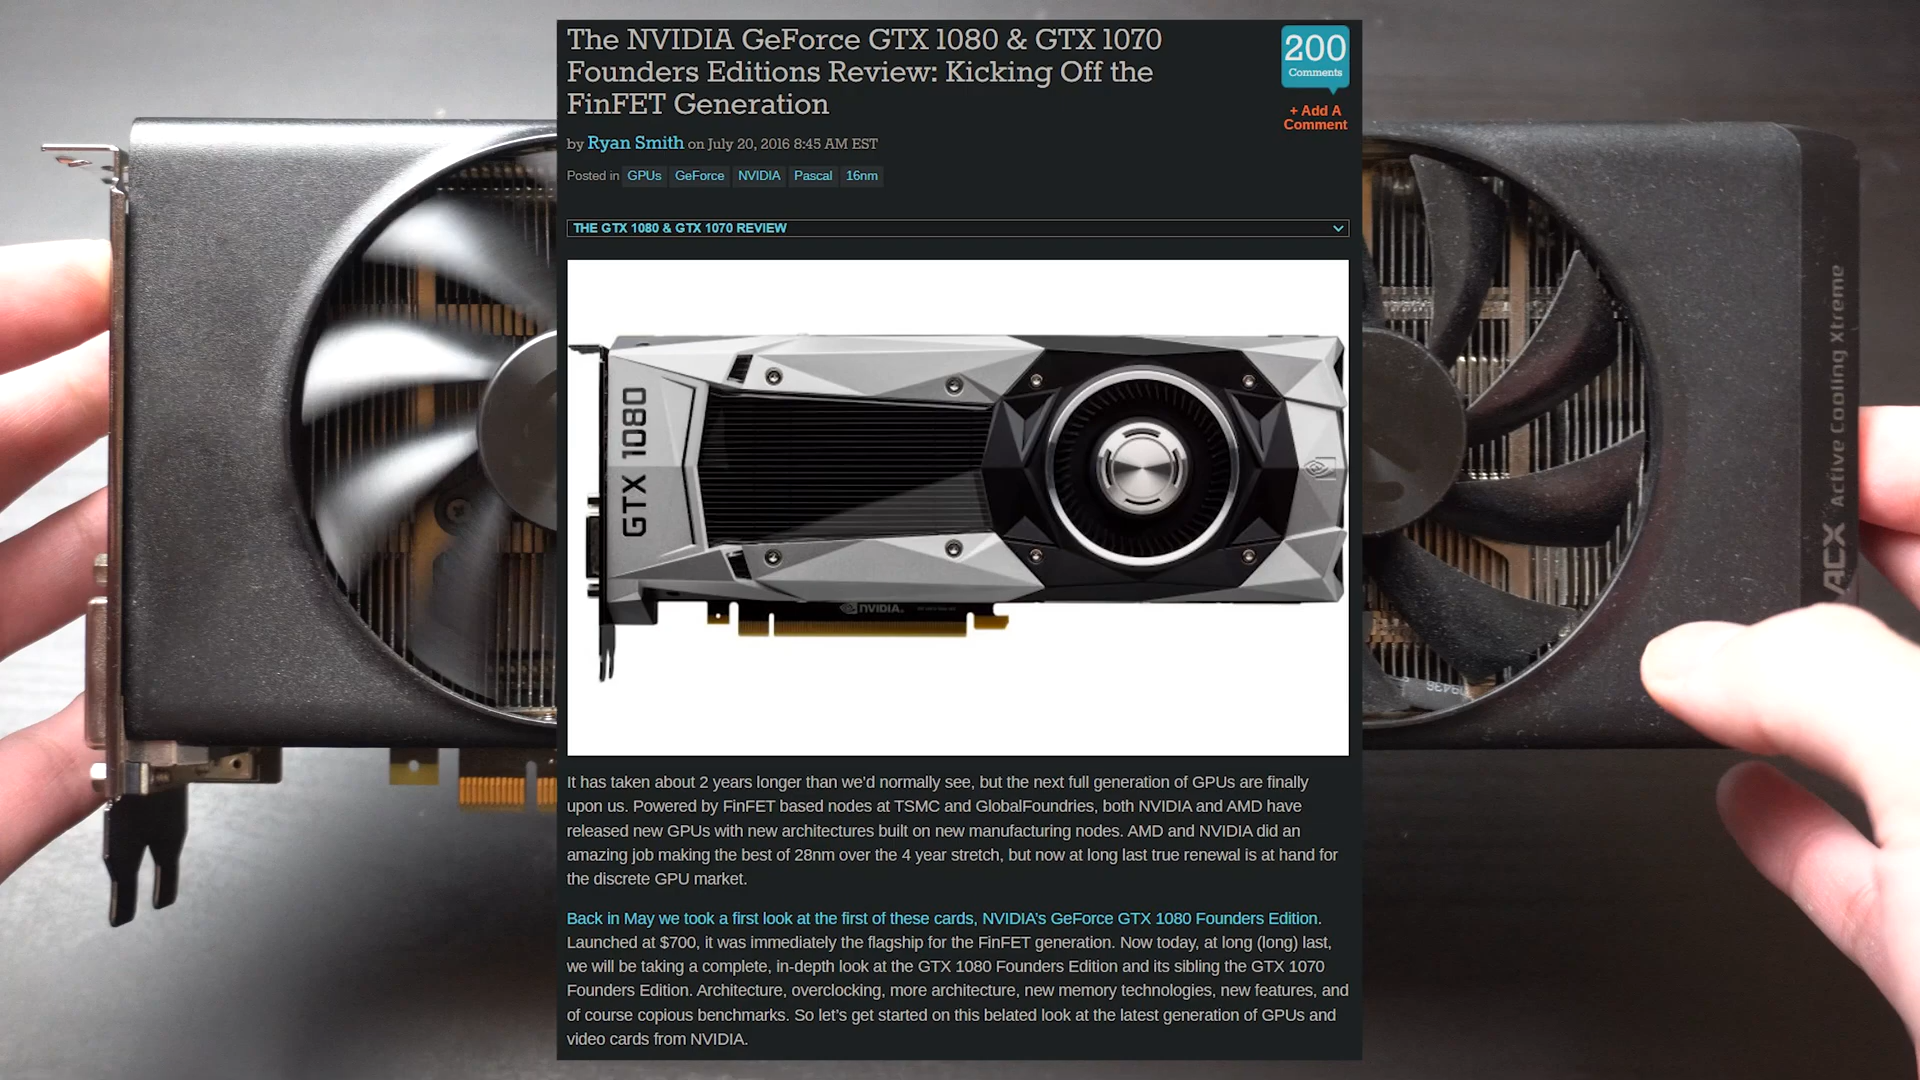 The NVIDIA GeForce GTX 1080 & GTX 1070
Founders Editions Review: Kicking Off the
FinFET Generation
200
Comments
+ Add A
Comment
by Ryan Smith on July 20, 2016 8:45 AM EST
Posted in GPUs GeForce NVIDIA Pascal 16nm
THE GTX 1080 & GTX 1070 REVIEW
GTX 1080
NVIDIA.
It has taken about 2 years longer than we'd normally see, but the next full generation of GPUs are finally
upon us. Powered by FinFET based nodes at TSMC and GlobalFoundries, both NVIDIA and AMD have
released new GPUs with new architectures built on new manufacturing nodes. AMD and NVIDIA did an
amazing job making the best of 28nm over the 4 year stretch, but now at long last true renewal is at hand for
the discrete GPU market.
Back in May we took a first look at the first of these cards, NVIDIA's GeForce GTX 1080 Founders Edition.
Launched at $700, it was immediately the flagship for the FinFET generation. Now today, at long (long) last,
we will be taking a complete, in-depth look at the GTX 1080 Founders Edition and its sibling the GTX 1070
Founders Edition. Architecture, overclocking, more architecture, new memory technologies, new features, and
of course copious benchmarks. So let's get started on this belated look at the latest generation of GPUs and
video cards from NVIDIA.
ACX Active Cooling Xtreme